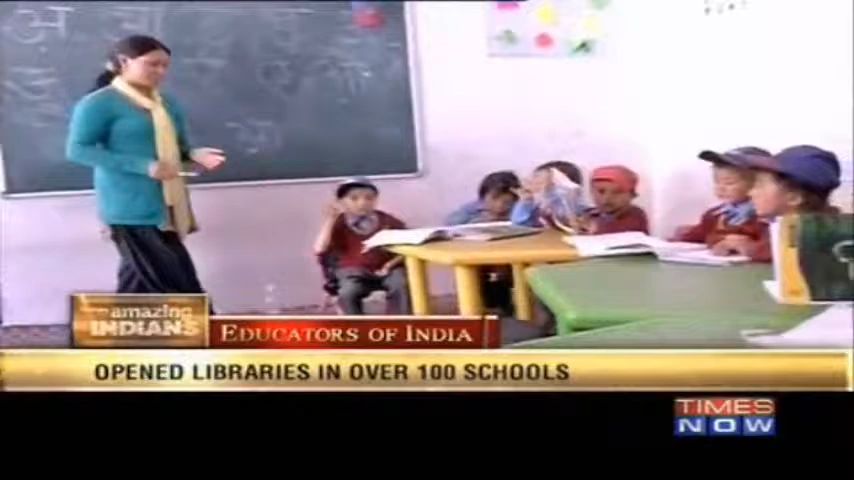 अ आ
amazing
INDIANS
EDUCATORS OF INDIA
OPENED LIBRARIES IN OVER 100 SCHOOLS
TIMES
NOW